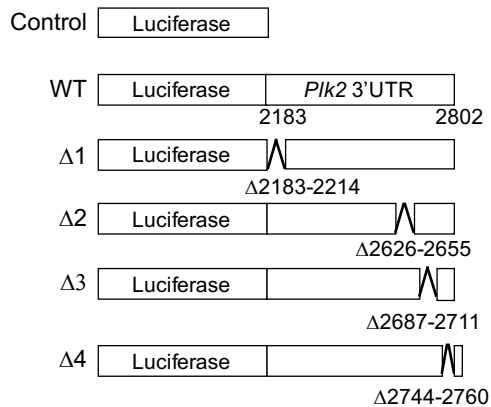 Control Luciferase
WT Luciferase Plk2 3'UTR
2183 2802
Δ1 Luciferase
Δ2183-2214
Δ2 Luciferase
Δ2626-2655
Δ3 Luciferase
Δ2687-2711
Δ4 Luciferase
Δ2744-2760